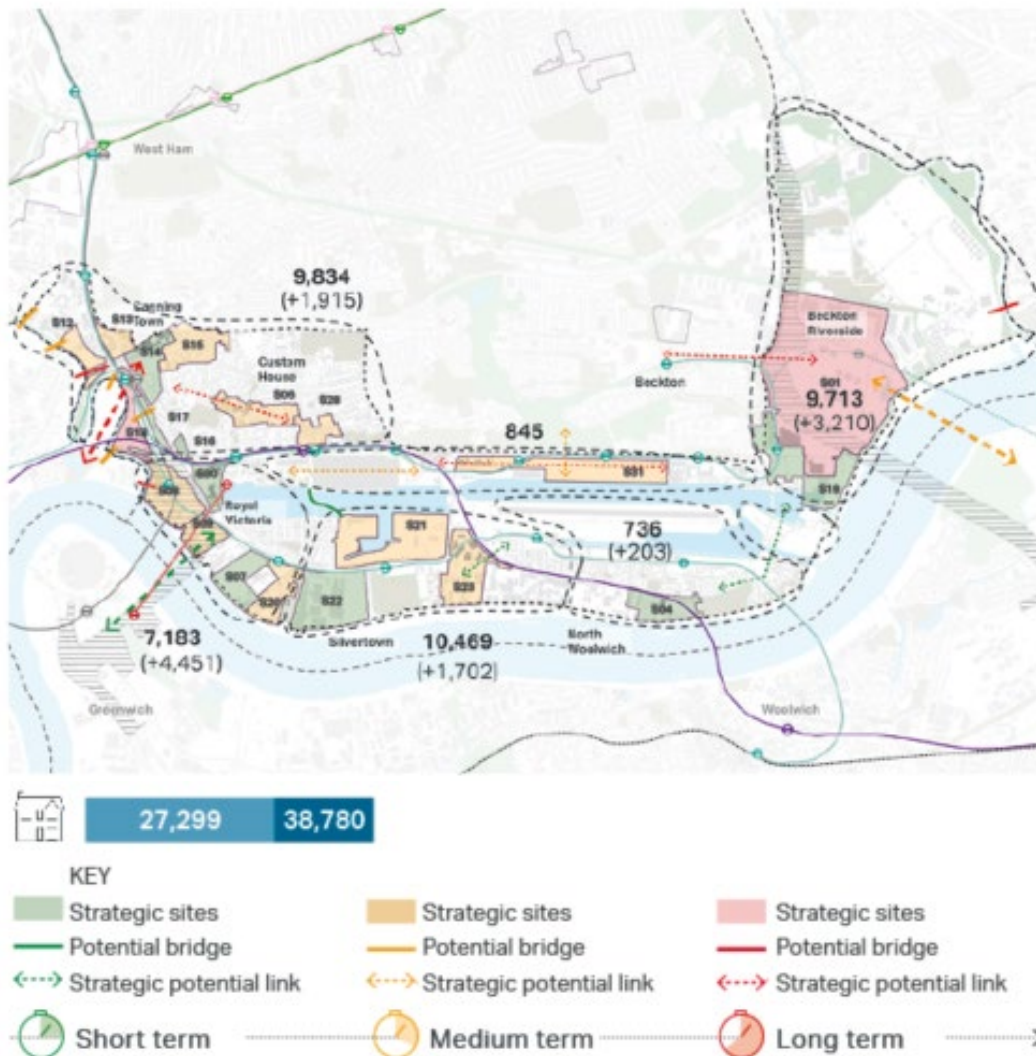 West Ham
9,834
(+1,915)
Canning
Town
S12
S13
S14
S15
Custom
House
S06
S28
S17
S16
Beckton
Riverside
S01
9,713
(+3,210)
Beckton
845
S31
S18
Royal
Victoria
S21
736
(+203)
S23
S07
S20
S22
S04
7,183
(+4,451)
Silvertown
10,469
(+1,702)
North
Woolwich
Greenwich
Woolwich
27,299 38,780
KEY
Strategic sites Strategic sites Strategic sites
Potential bridge Potential bridge Potential bridge
Strategic potential link Strategic potential link Strategic potential link
Short term Medium term Long term